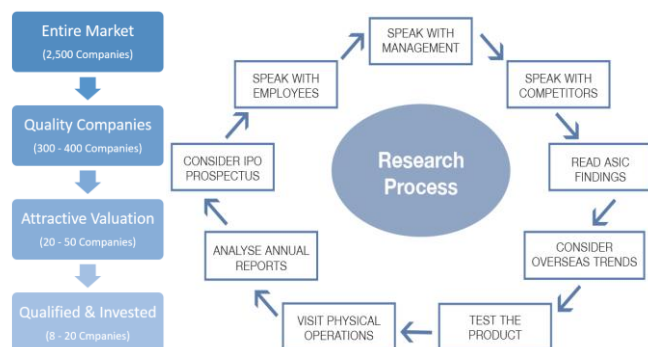 Entire Market
(2,500 Companies)
Quality Companies
(300 - 400 Companies)
Attractive Valuation
(20 - 50 Companies)
Qualified & Invested
(8 - 20 Cmpanies)
Research
Process
SPEAK WITH
MANAGEMENT
SPEAK WITH
COMPETITORS
READ ASIC
FINDINGS
CONSIDER
OVERSEAS TRENDS
TEST THE
PRODUCT
VISIT PHYSICAL
OPERATIONS
ANALYSE ANNUAL
REPORTS
CONSIDER IPO
PROSPECTUS
SPEAK WITH
EMPLOYEES